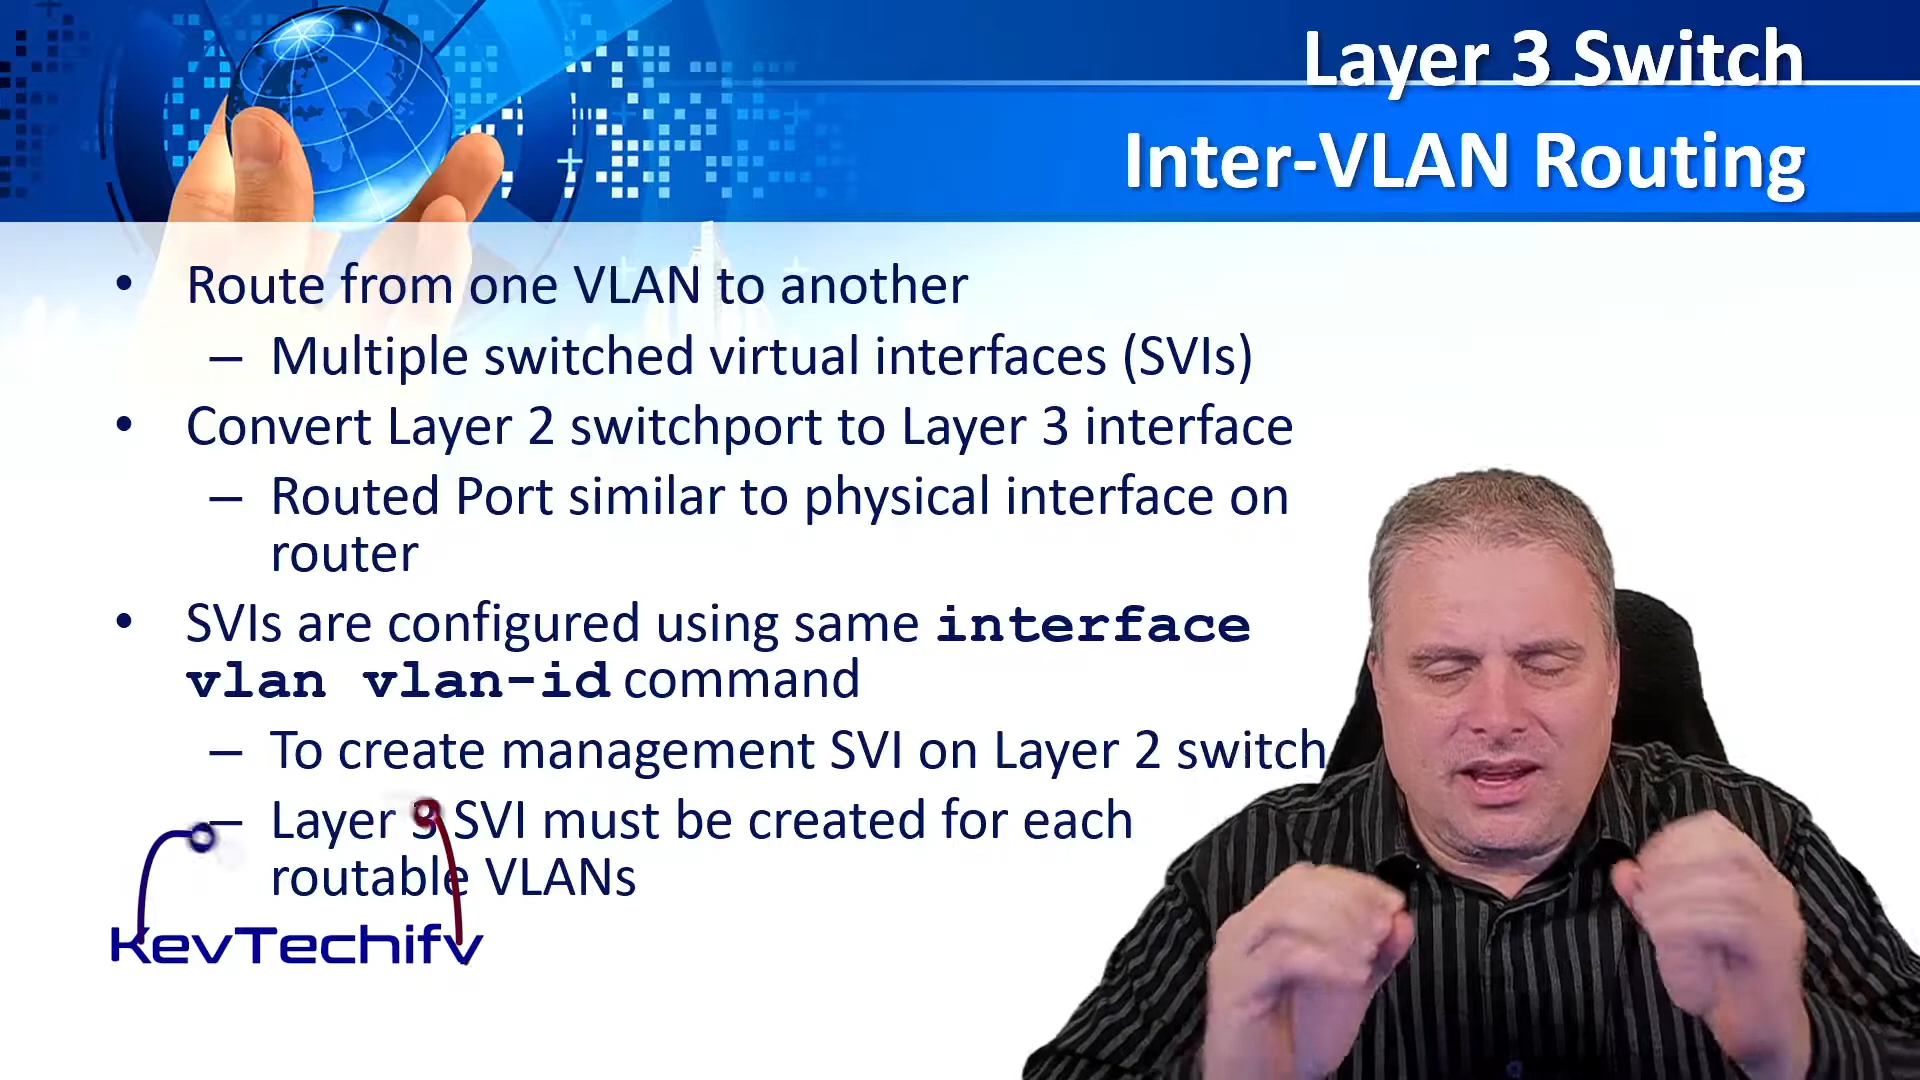 Layer 3 Switch
Inter-VLAN Routing
• Route from one VLAN to another
– Multiple switched virtual interfaces (SVIs)
• Convert Layer 2 switchport to Layer 3 interface
– Routed Port similar to physical interface on
router
• SVIs are configured using same interface
vlan vlan-id command
– To create management SVI on Layer 2 switch
– Layer 3 SVI must be created for each
routable VLANs
KevTechify